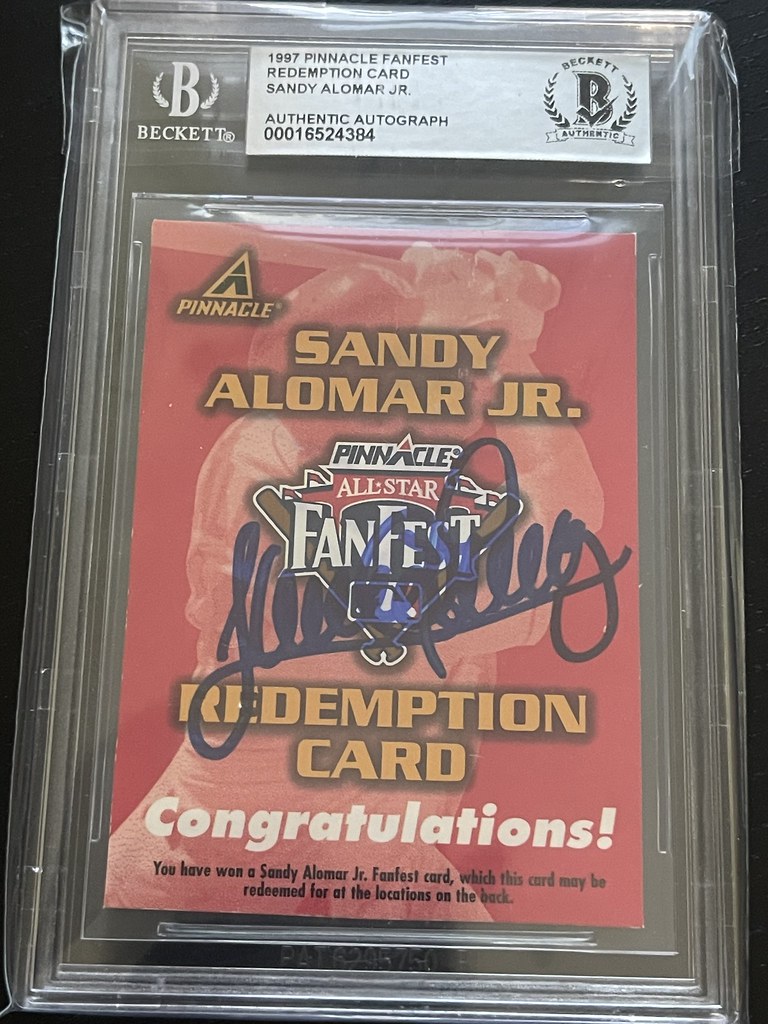 1997 PINNACLE FANFEST
REDEMPTION CARD
SANDY ALOMAR JR.
AUTHENTIC AUTOGRAPH
00016524384
B
BECKETT®
BECKETT
B
AUTHENTIC
PINNACLE®
SANDY
ALOMAR JR.
PINNACLE®
ALL★STAR
FANFEST
REDEMPTION
CARD
Congratulations!
You have won a Sandy Alomar Jr. Fanfest card, which this card may be
redeemed for at the locations on the back.